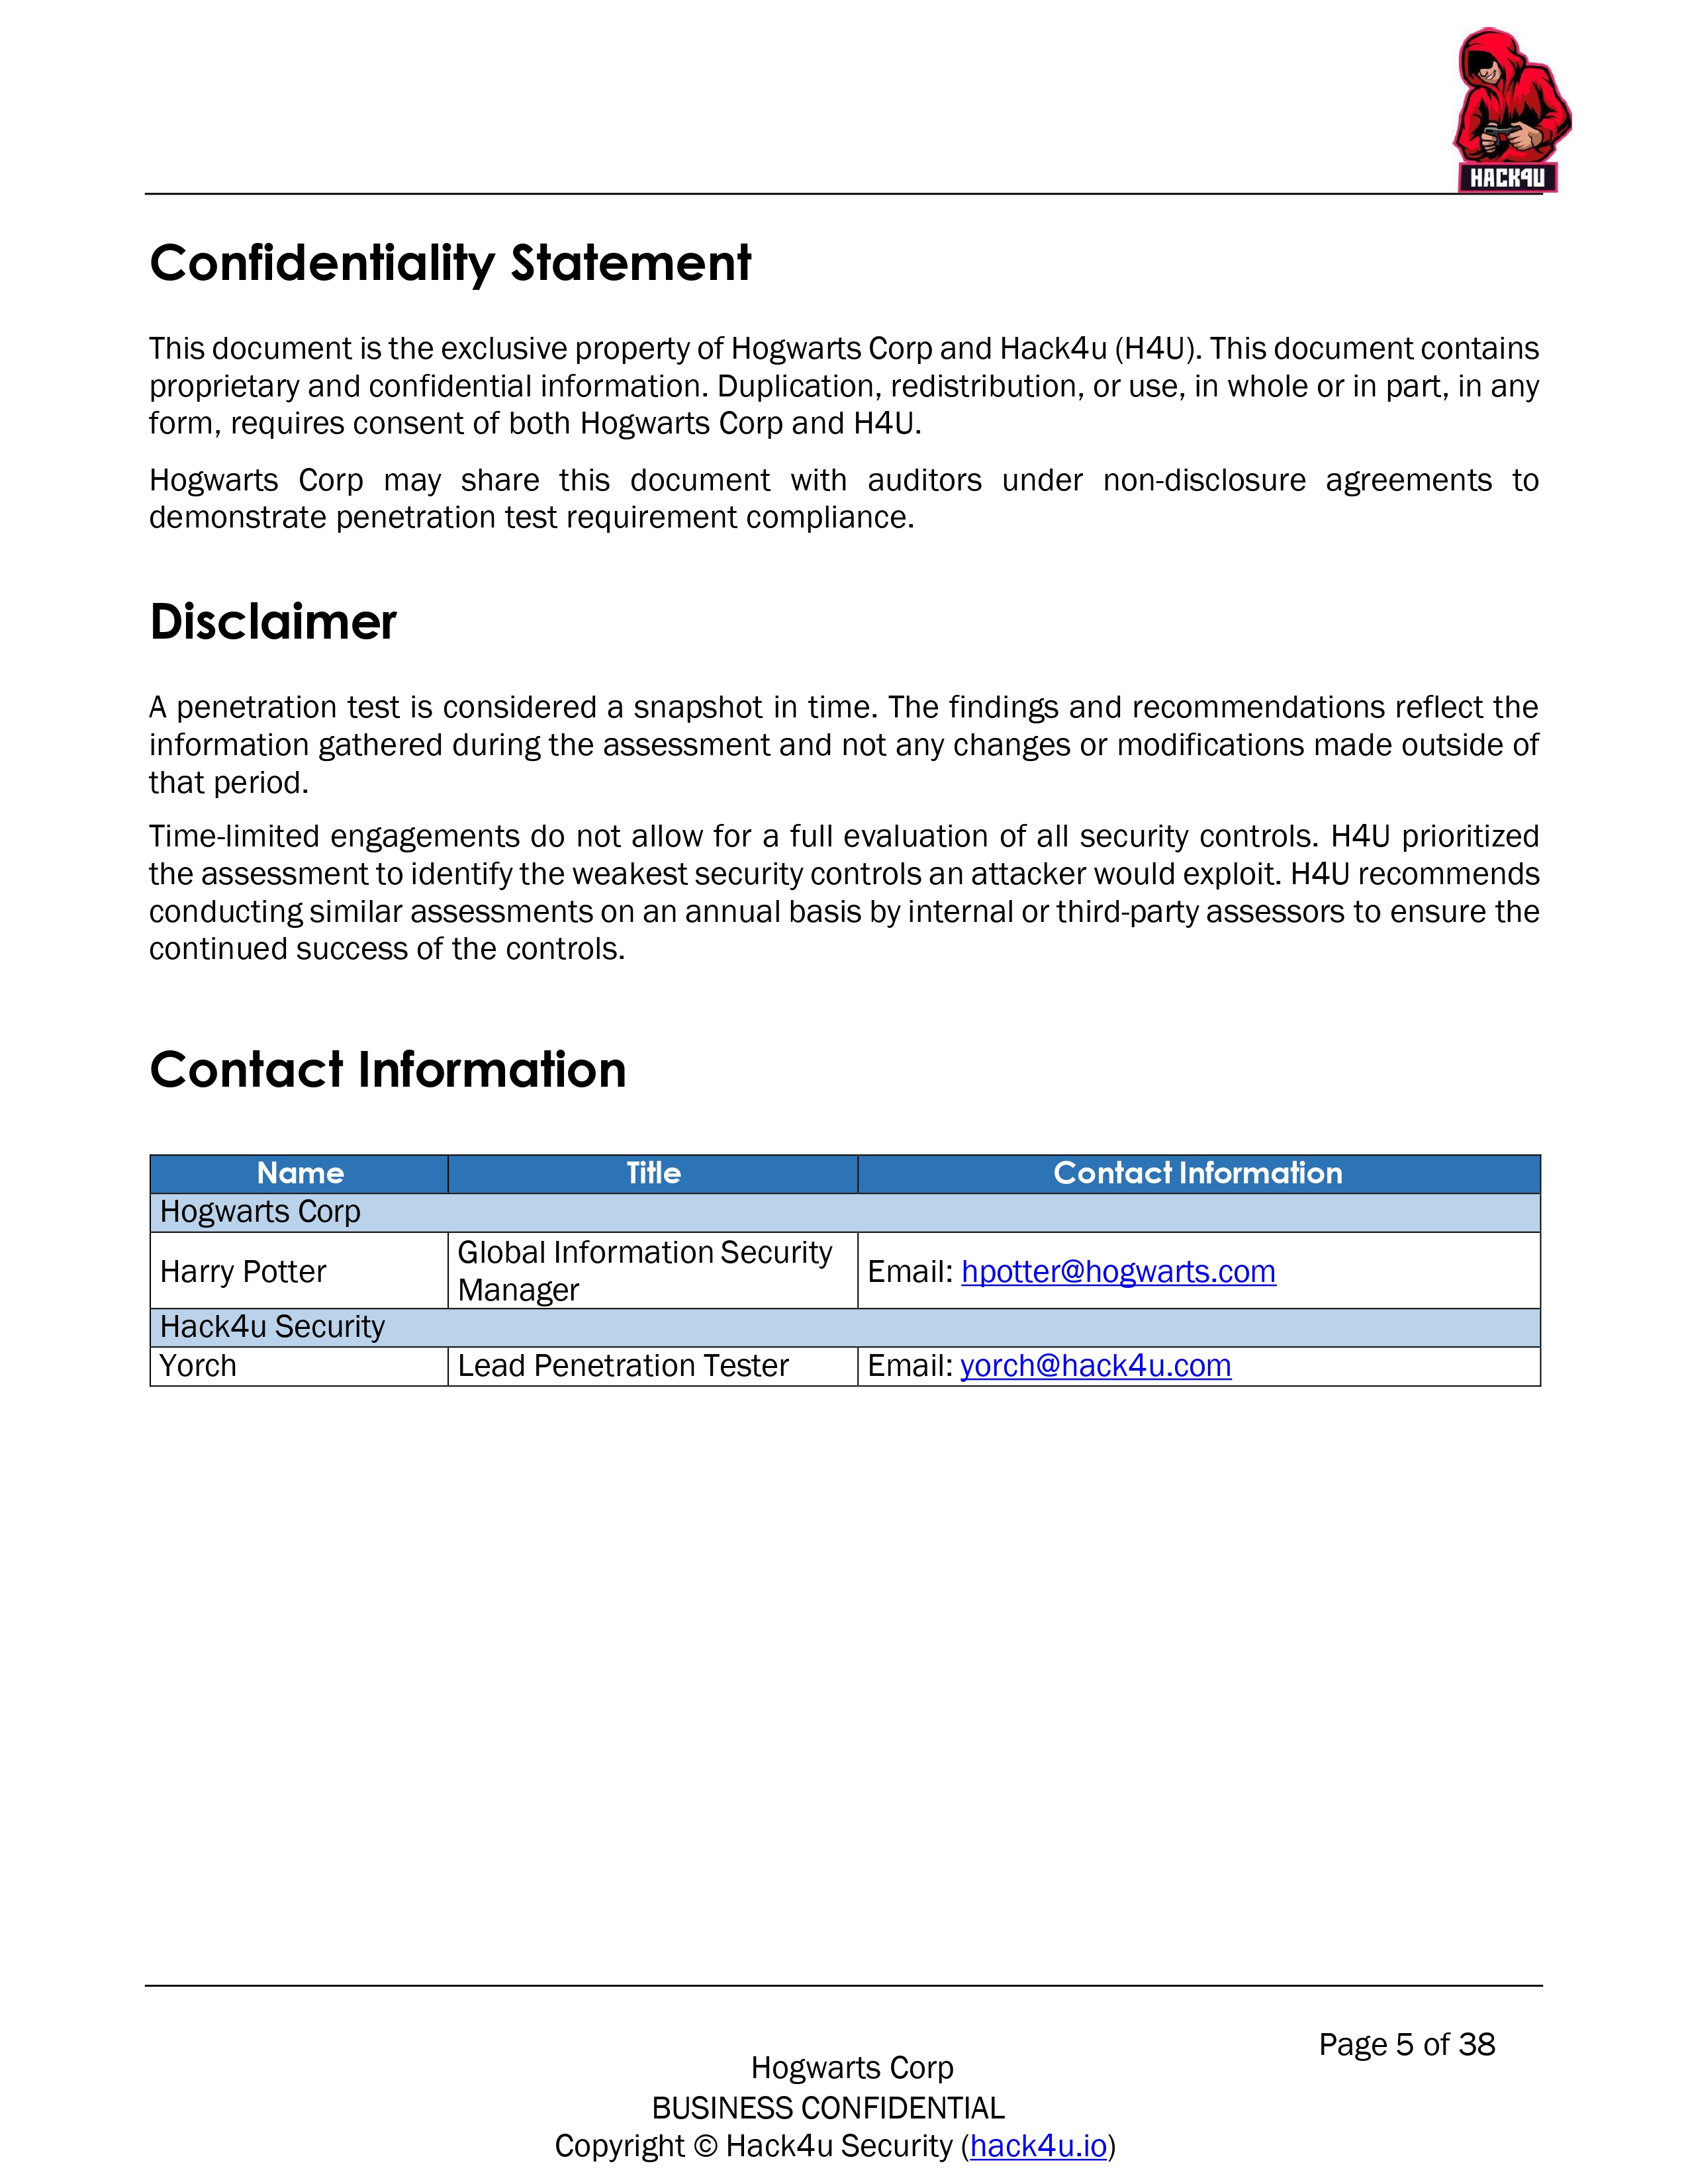 HACK4U
Confidentiality Statement
This document is the exclusive property of Hogwarts Corp and Hack4u (H4U). This document contains
proprietary and confidential information. Duplication, redistribution, or use, in whole or in part, in any
form, requires consent of both Hogwarts Corp and H4U.
Hogwarts Corp may share this document with auditors under non-disclosure agreements to
demonstrate penetration test requirement compliance.
Disclaimer
A penetration test is considered a snapshot in time. The findings and recommendations reflect the
information gathered during the assessment and not any changes or modifications made outside of
that period.
Time-limited engagements do not allow for a full evaluation of all security controls. H4U prioritized
the assessment to identify the weakest security controls an attacker would exploit. H4U recommends
conducting similar assessments on an annual basis by internal or third-party assessors to ensure the
continued success of the controls.
Contact Information
Name Title Contact Information
Hogwarts Corp
Harry Potter Global Information Security
Manager Email: hpotter@hogwarts.com
Hack4u Security
Yorch Lead Penetration Tester Email: yorch@hack4u.com
Page 5 of 38
Hogwarts Corp
BUSINESS CONFIDENTIAL
Copyright © Hack4u Security (hack4u.io)